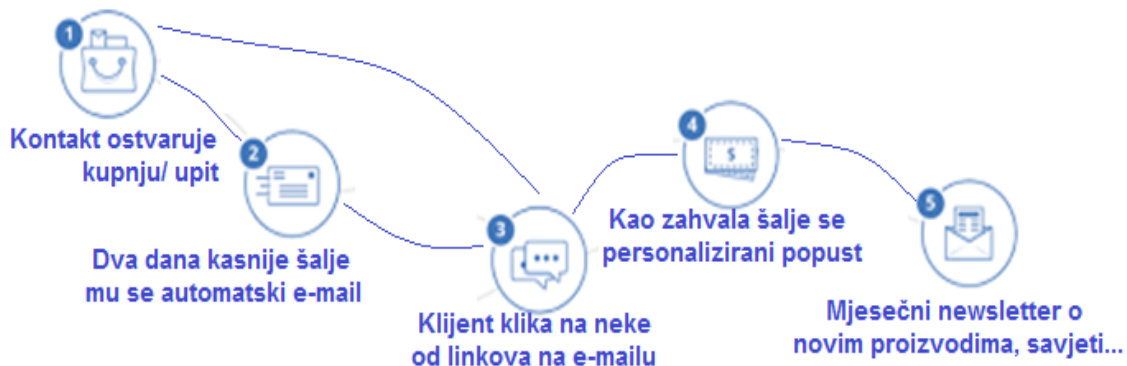 1
Kontakt ostvaruje
kupnju/ upit
2
Dva dana kasnije šalje
mu se automatski e-mail
3
Klijent klika na neke
od linkova na e-mailu
4
$
Kao zahvala šalje se
personalizirani popust
5
Mjesečni newsletter o
novim proizvodima, savjeti...